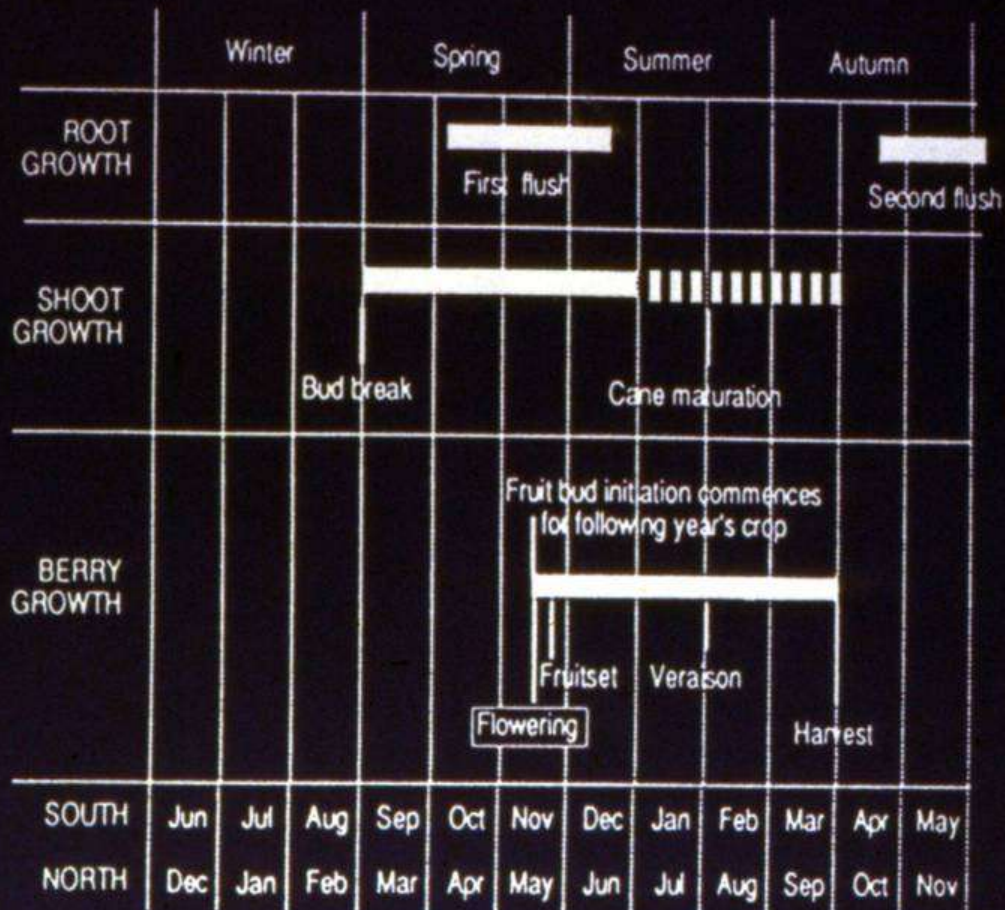 Winter Spring Summer Autumn
ROOT
GROWTH
First flush
Second flush
SHOOT
GROWTH
Bud break
Cane maturation
Fruit bud initiation commences
for following year's crop
BERRY
GROWTH
Fruitset Veraison
Flowering
Harvest
SOUTH Jun Jul Aug Sep Oct Nov Dec Jan Feb Mar Apr May
NORTH Dec Jan Feb Mar Apr May Jun Jul Aug Sep Oct Nov